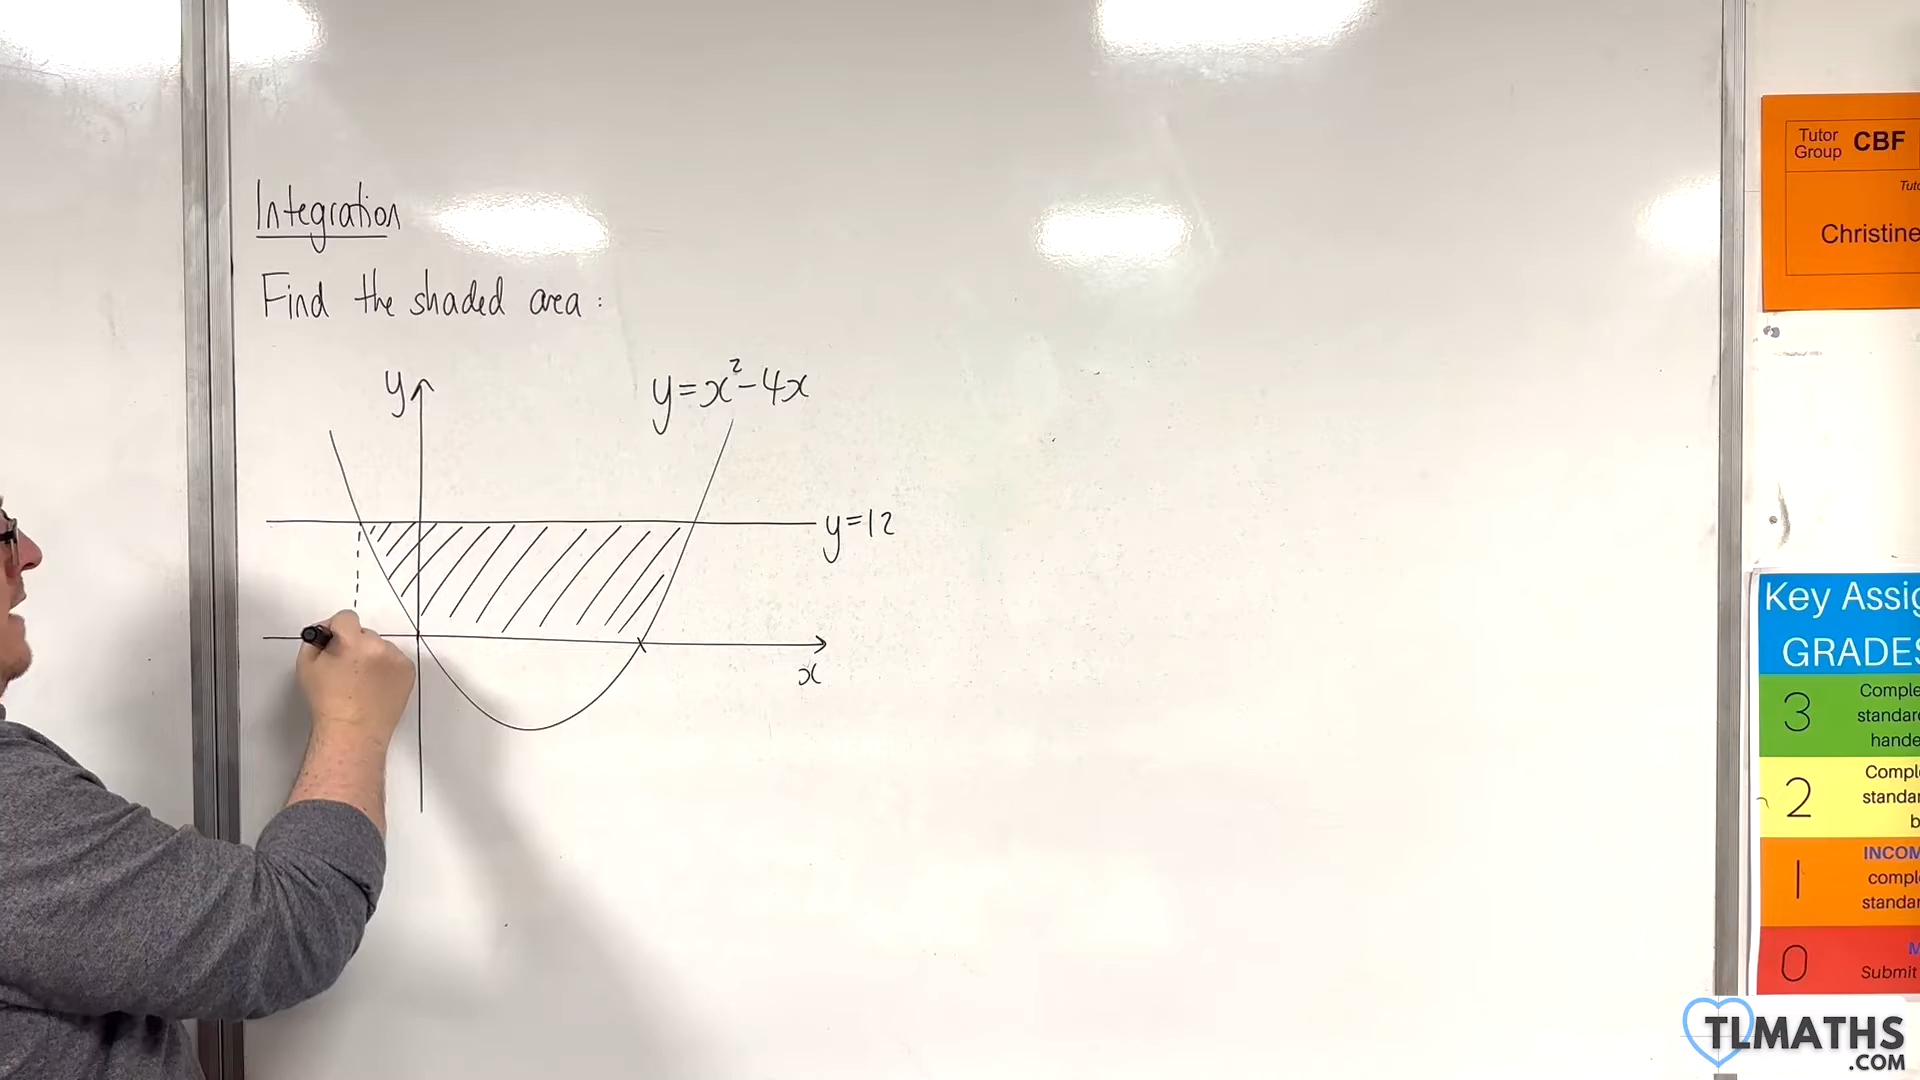 Integration
Find the shaded area :
y
y=x²-4x
y=12
x
Tutor Group CBF
Christine
Key Assig
GRADES
3
Comple
standar
hande
2
Compl
standar
b
1
INCOM
comple
standar
0
M
Submit
TLMATHS
.COM